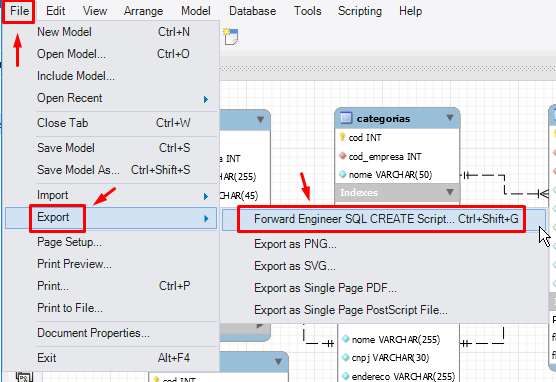 File Edit View Arrange Model Database Tools Scripting Help
New Model Ctrl+N
Open Model... Ctrl+O
Include Model...
Open Recent
Close Tab Ctrl+W
Save Model Ctrl+S
Save Model As... Ctrl+Shift+S
Import
Export
Page Setup...
Print Preview...
Print... Ctrl+P
Print to File...
Document Properties...
Exit Alt+F4
Forward Engineer SQL CREATE Script... Ctrl+Shift+G
Export as PNG...
Export as SVG...
Export as Single Page PDF...
Export as Single Page PostScript File...
INT
(255)
R(45)
categorias
cod INT
cod_empresa INT
nome VARCHAR(50)
Indexes
nome VARCHAR(255)
cnpj VARCHAR(30)
endereco VARCHAR(255)